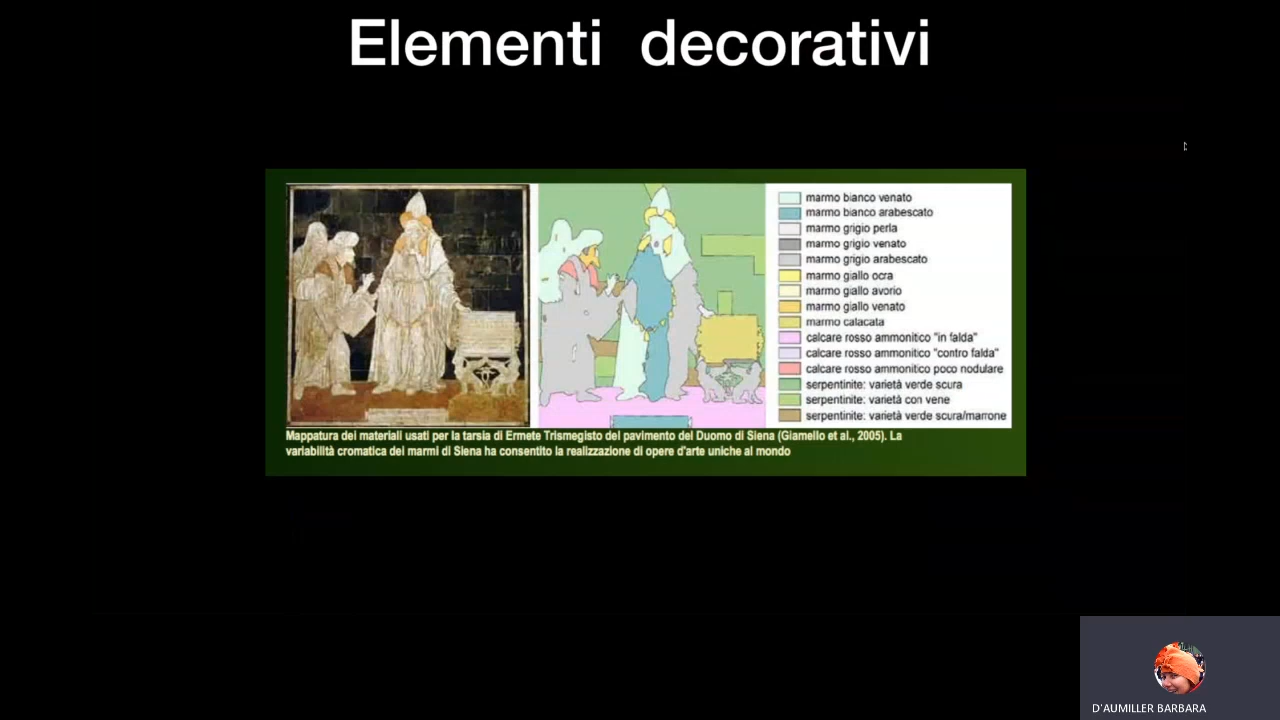 Elementi decorativi
marmo bianco venato
marmo bianco arabescato
marmo grigio perla
marmo grigio venato
marmo grigio arabescato
marmo giallo ocra
marmo giallo avorio
marmo giallo venato
marmo calacata
calcare rosso ammonitico "in falda"
calcare rosso ammonitico "contro falda"
calcare rosso ammonitico poco nodulare
serpentinite: varietà verde scura
serpentinite: varietà con vene
serpentinite: varietà verde scura/marrone
Mappatura dei materiali usati per la tarsia di Ermete Trismegisto del pavimento del Duomo di Siena (Giamello et al., 2005). La
variabilità cromatica dei marmi di Siena ha consentito la realizzazione di opere d'arte uniche al mondo
D'AUMILLER BARBARA